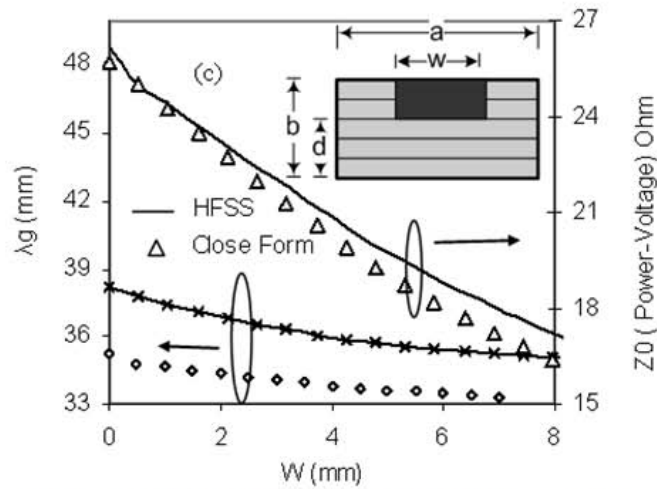 48
45
42
39
36
33
λg (mm)
27
24
21
18
15
Z0 ( Power-Voltage) Ohm
(c)
a
w
b
d
HFSS
Close Form
0
2
4
6
8
W (mm)